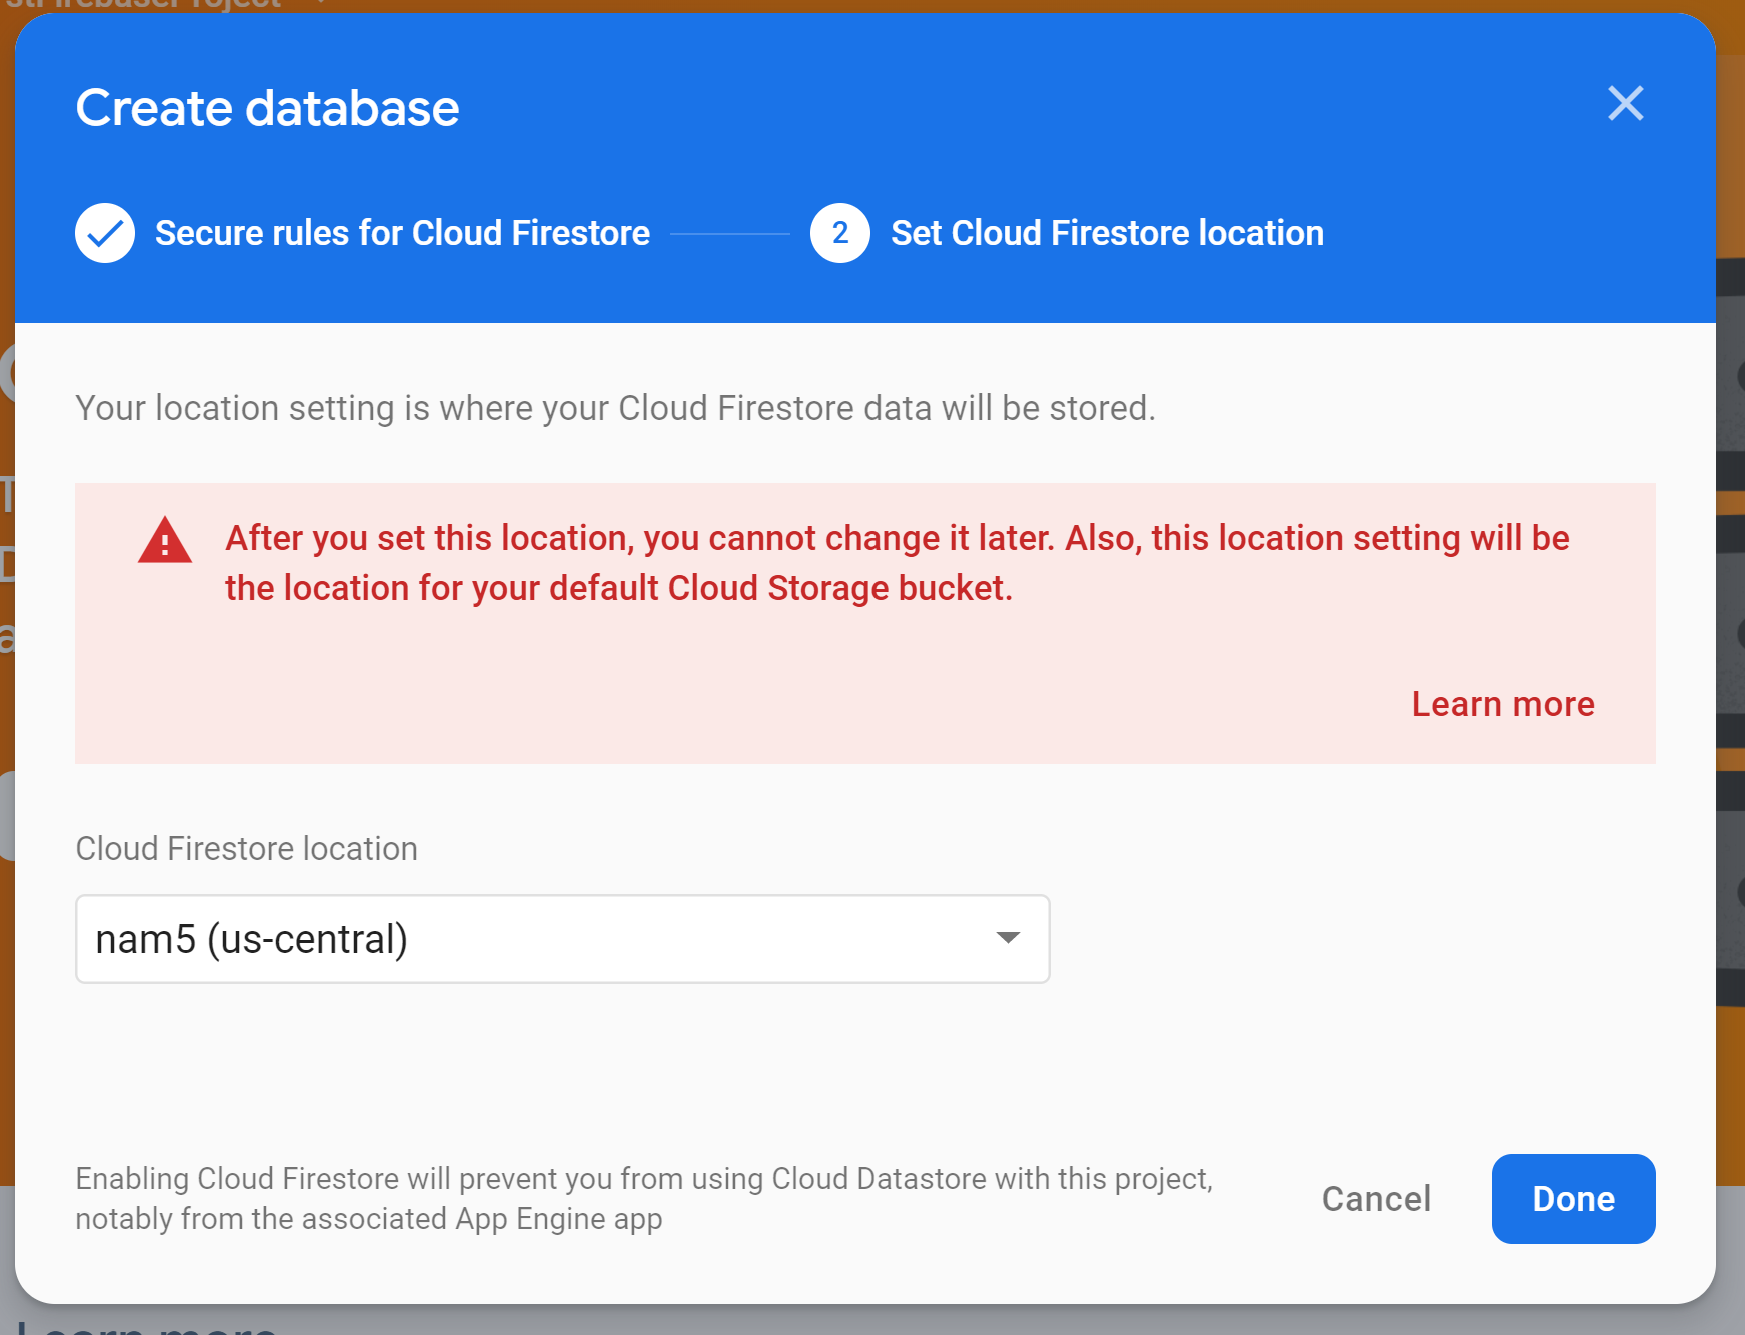 Create database
Secure rules for Cloud Firestore
2 Set Cloud Firestore location
Your location setting is where your Cloud Firestore data will be stored.
After you set this location, you cannot change it later. Also, this location setting will be
the location for your default Cloud Storage bucket.
Learn more
Cloud Firestore location
nam5 (us-central)
Enabling Cloud Firestore will prevent you from using Cloud Datastore with this project,
notably from the associated App Engine app
Cancel
Done
Learn more